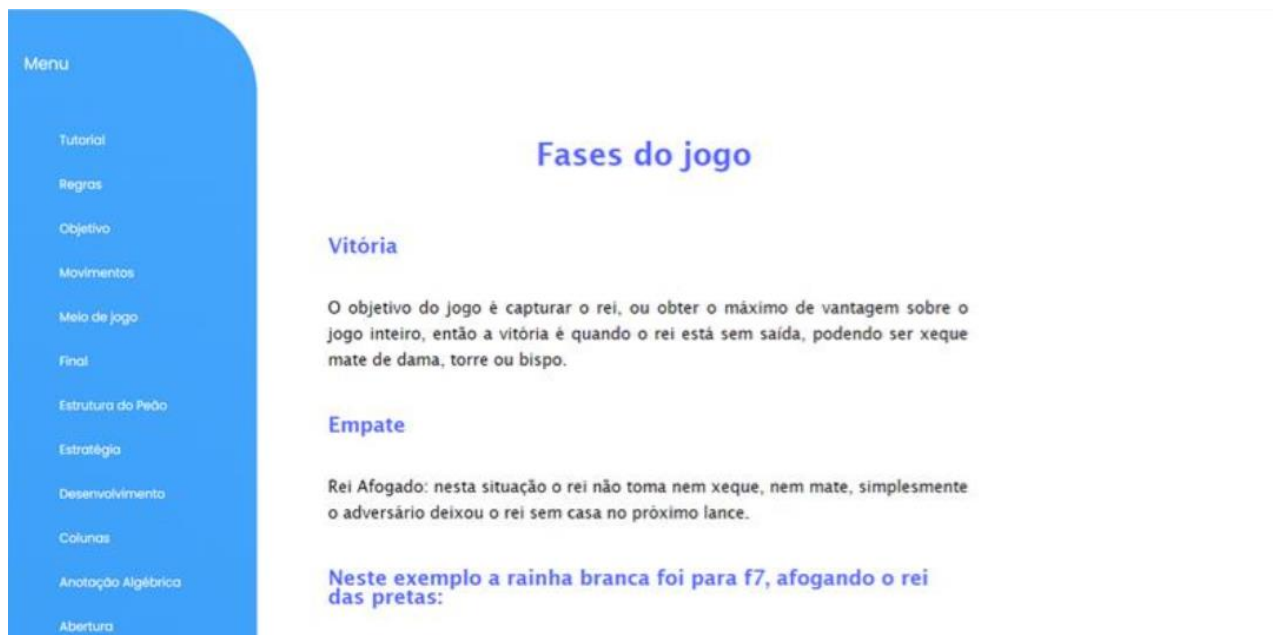 Menu
Tutorial
Regras
Objetivo
Movimentos
Meio de jogo
Final
Estrutura do Peão
Estratégia
Desenvolvimento
Colunas
Anotação Algébrica
Abertura
Fases do jogo
Vitória
O objetivo do jogo é capturar o rei, ou obter o máximo de vantagem sobre o
jogo inteiro, então a vitória é quando o rei está sem saída, podendo ser xeque
mate de dama, torre ou bispo.
Empate
Rei Afogado: nesta situação o rei não toma nem xeque, nem mate, simplesmente
o adversário deixou o rei sem casa no próximo lance.
Neste exemplo a rainha branca foi para f7, afogando o rei
das pretas: